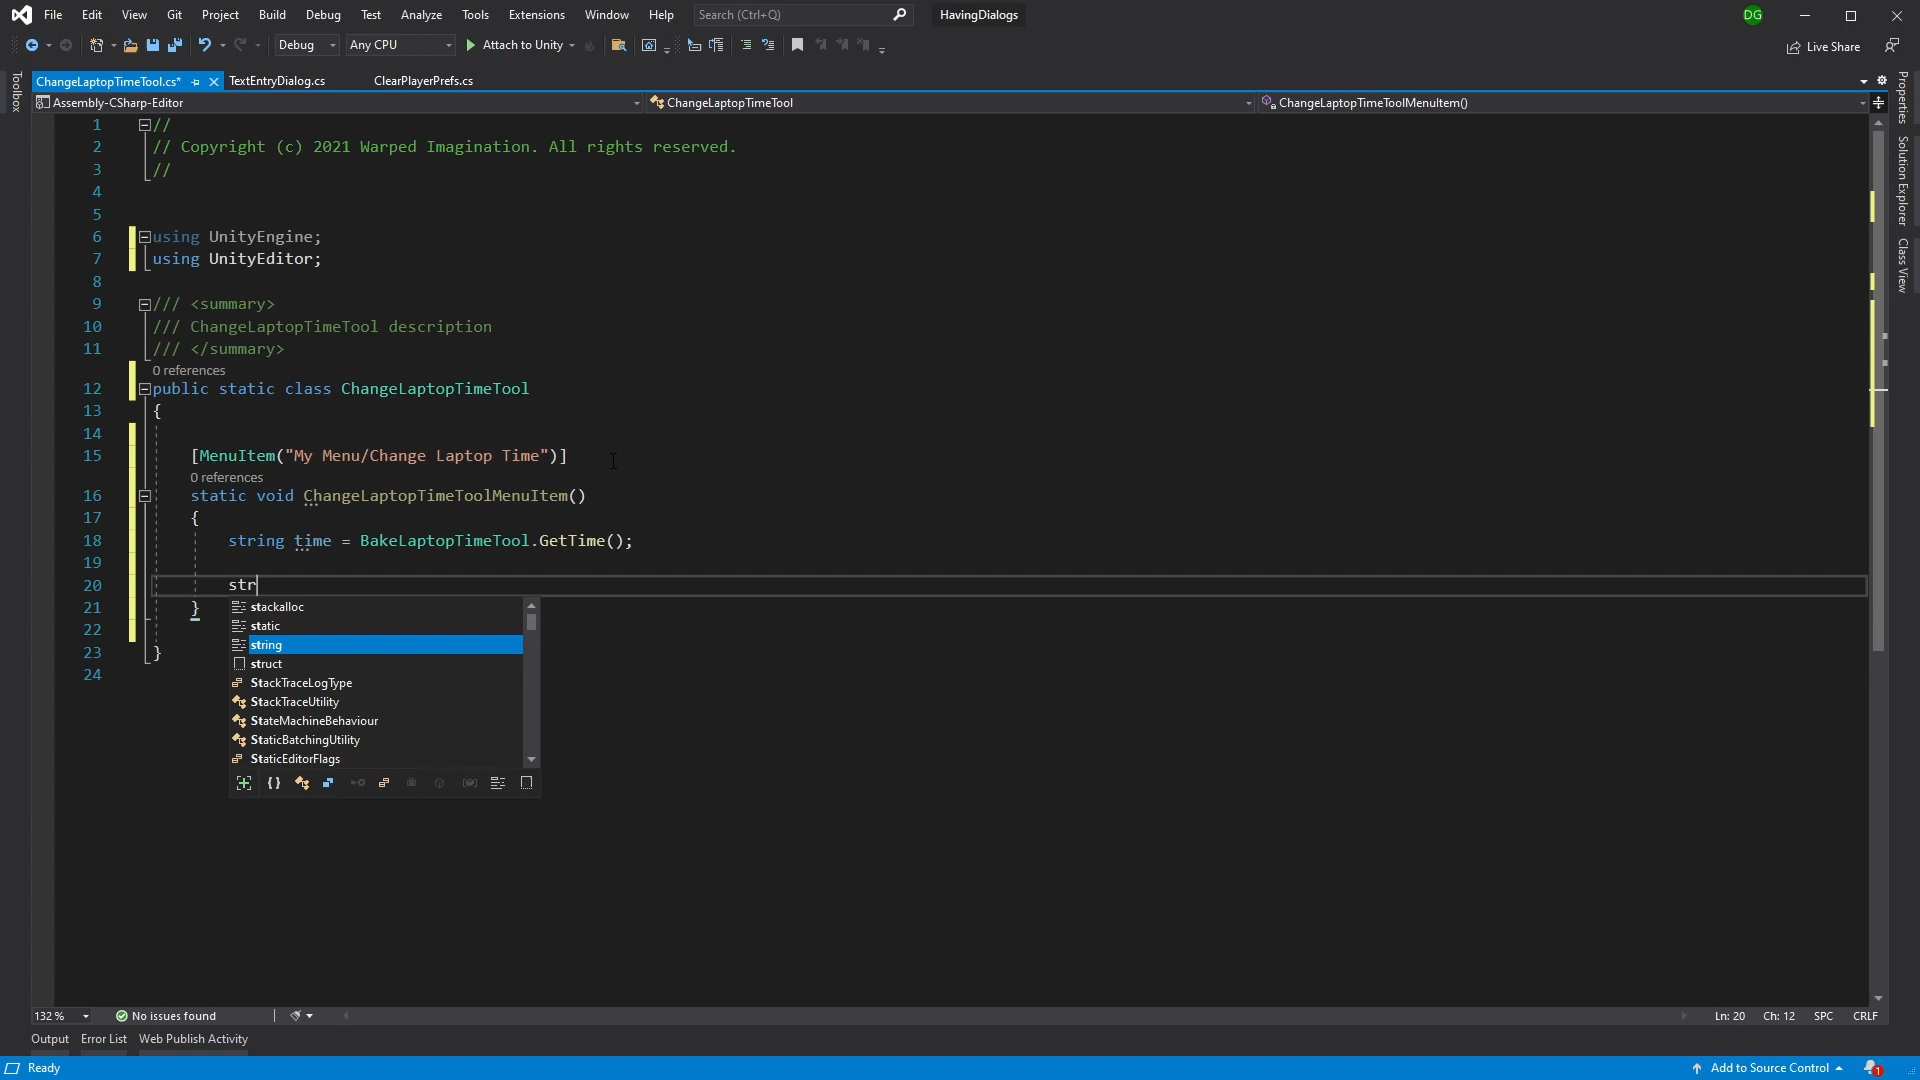 File Edit View Git Project Build Debug Test Analyze Tools Extensions Window Help Search (Ctrl+Q) HavingDialogs DG
Debug Any CPU Attach to Unity Live Share
ChangeLaptopTimeTool.cs* TextEntryDialog.cs ClearPlayerPrefs.cs
Assembly-CSharp-Editor ChangeLaptopTimeTool ChangeLaptopTimeToolMenuItem()
Toolbox
Properties
Solution Explorer
Class View
1 //
2 // Copyright (c) 2021 Warped Imagination. All rights reserved.
3 //
4
5
6 using UnityEngine;
7 using UnityEditor;
8
9 /// <summary>
10 /// ChangeLaptopTimeTool description
11 /// </summary>
0 references
12 public static class ChangeLaptopTimeTool
13 {
14
15 [MenuItem("My Menu/Change Laptop Time")]
0 references
16 static void ChangeLaptopTimeToolMenuItem()
17 {
18 string time = BakeLaptopTimeTool.GetTime();
19
20 str
21 }
22
23 }
24
stackalloc
static
string
struct
StackTraceLogType
StackTraceUtility
StateMachineBehaviour
StaticBatchingUtility
StaticEditorFlags
132 % No issues found Ln: 20 Ch: 12 SPC CRLF
Output Error List Web Publish Activity
Ready Add to Source Control 1